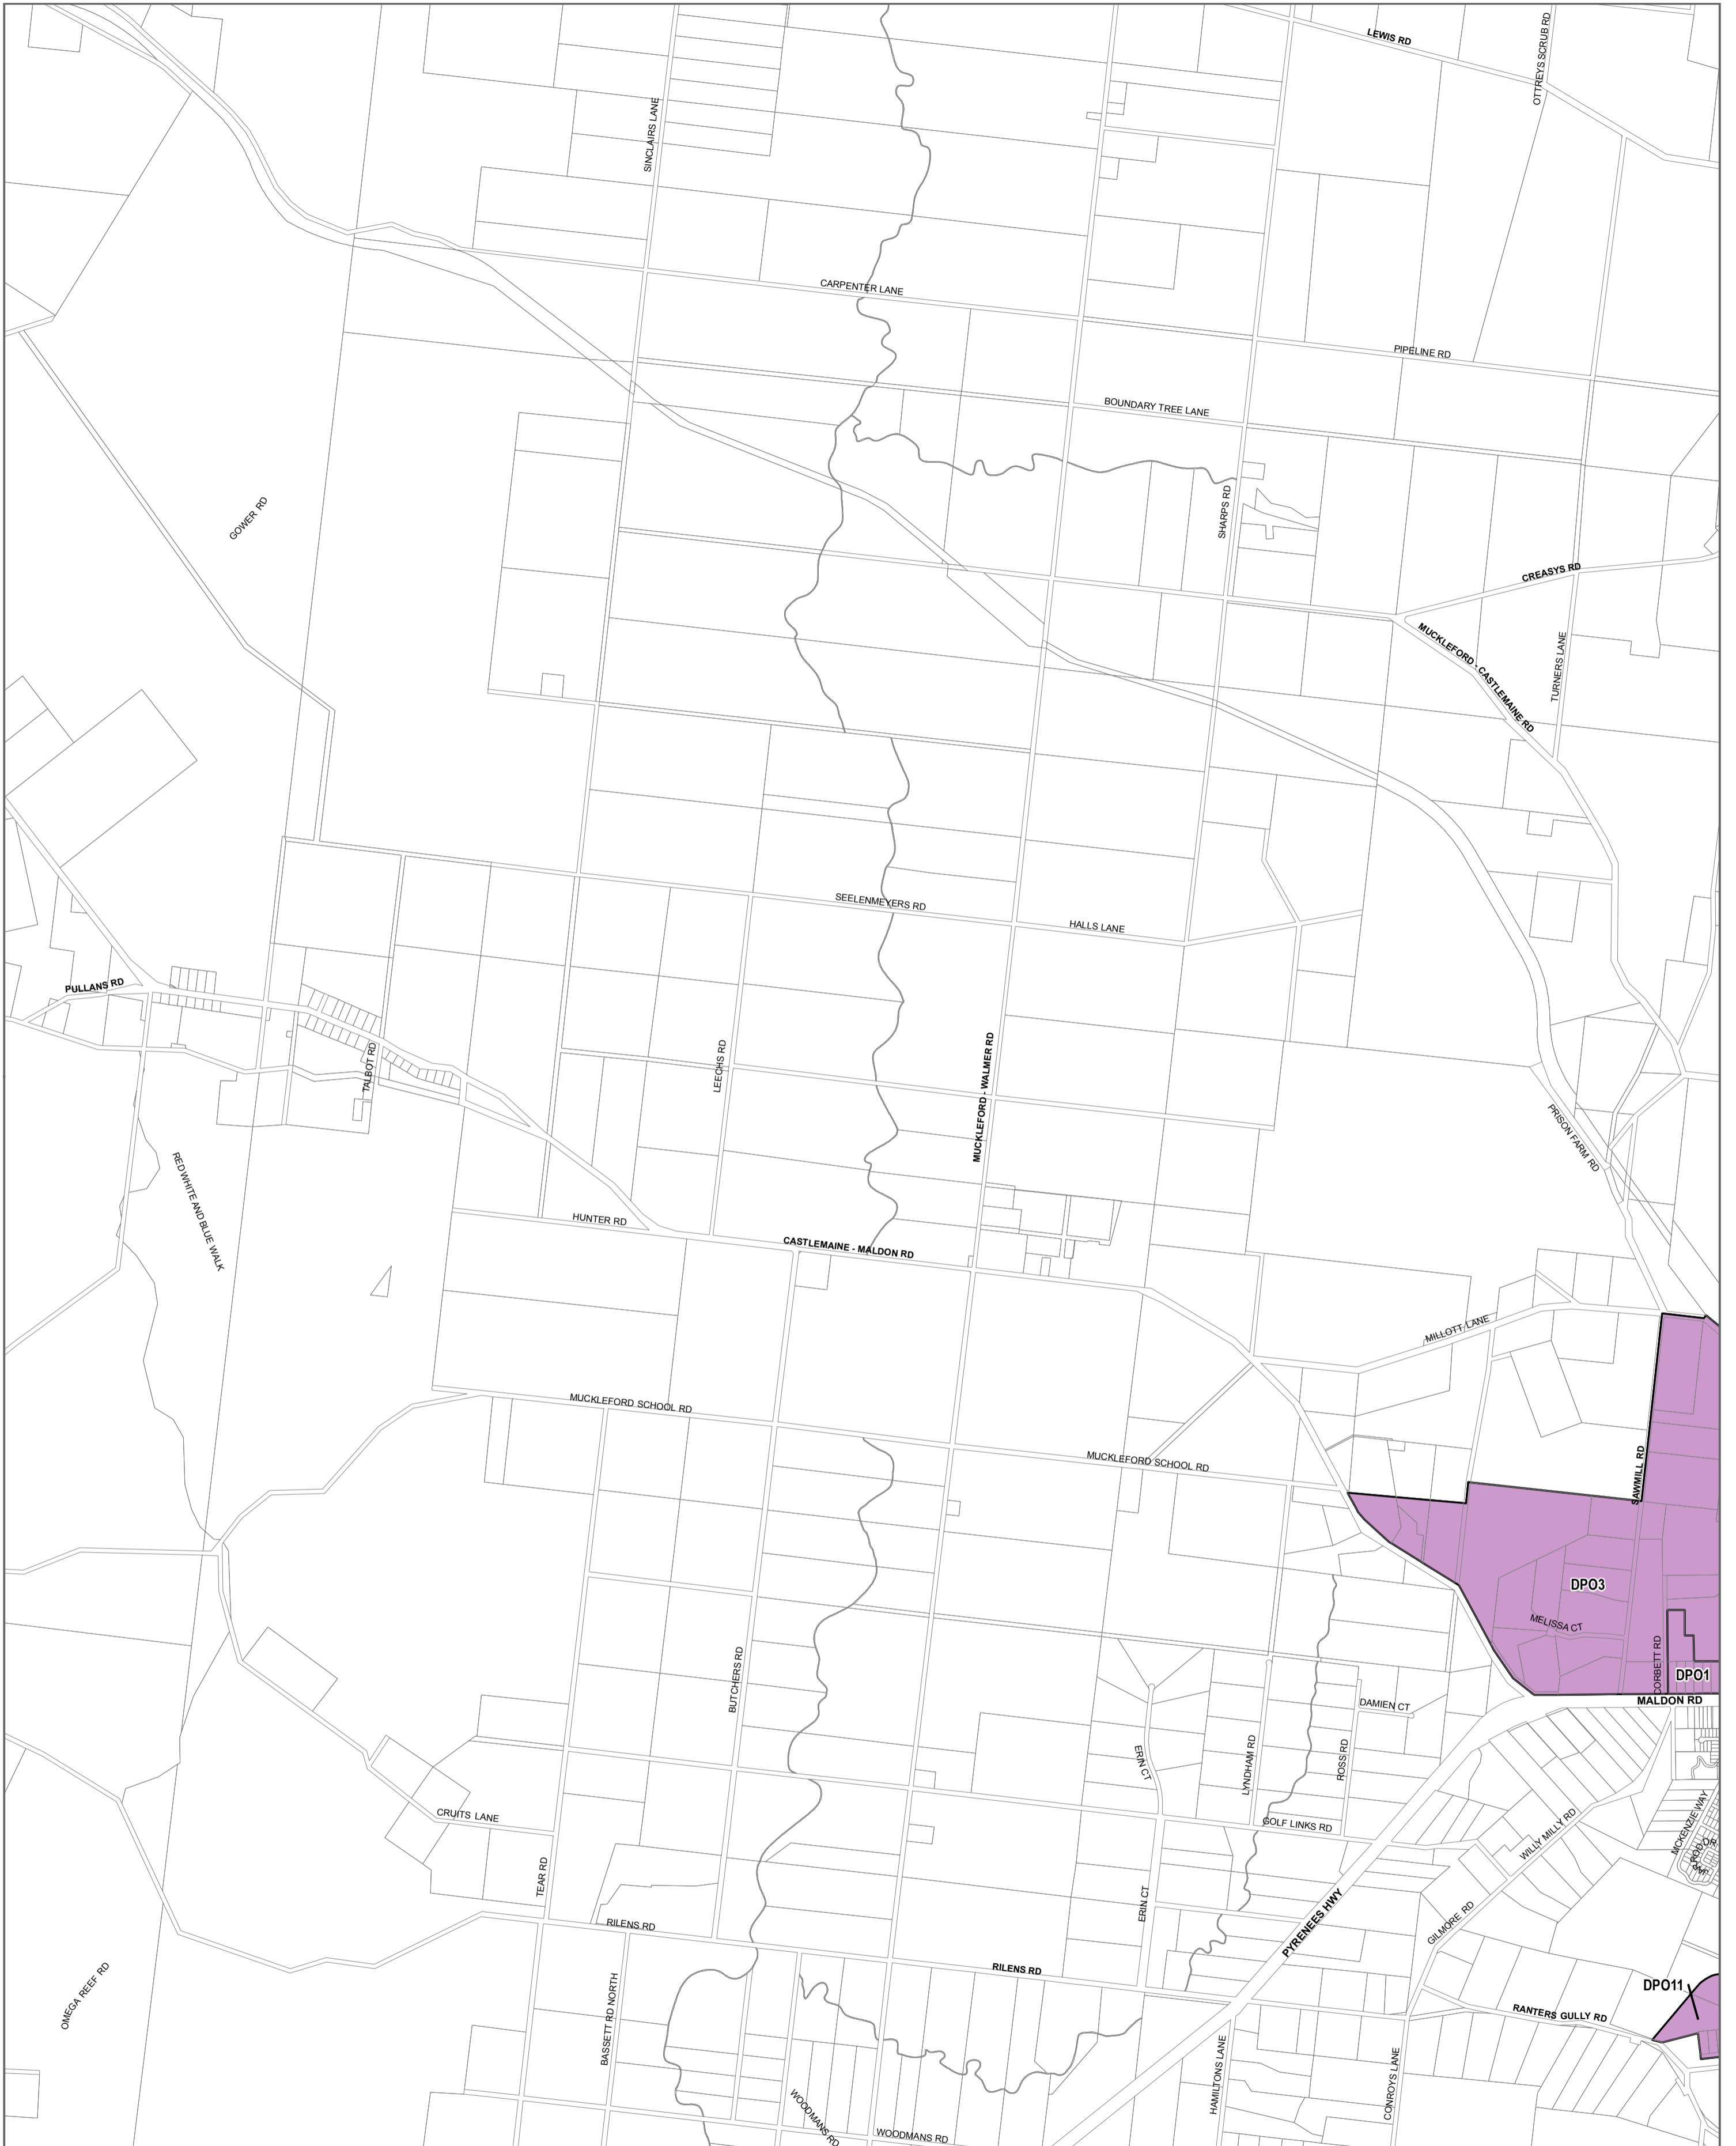 LEWIS RD
OTTREYS SCRUB RD
SINCLAIRS LANE
CARPENTER LANE
PIPELINE RD
BOUNDARY TREE LANE
GOWER RD
SHARPS RD
CREASYS RD
MUCKLEFORD - CASTLEMAINE RD
TURNERS LANE
SEELENMEYERS RD
HALLS LANE
PULLANS RD
TALBOT RD
LEECHS RD
MUCKLEFORD - WALMER RD
PRISON FARM RD
RED WHITE AND BLUE WALK
HUNTER RD
CASTLEMAINE - MALDON RD
MILLOTT LANE
MUCKLEFORD SCHOOL RD
MUCKLEFORD SCHOOL RD
SAWMILL RD
DPO3
MELISSA CT
CORBETT RD
DPO1
MALDON RD
BUTCHERS RD
DAMIEN CT
ERIN CT
LYNDHAM RD
ROSS RD
GOLF LINKS RD
WILLY MILLY RD
MCKENZIE WAY
CRUITS LANE
TEAR RD
ERIN CT
PYRENEES HWY
GILMORE RD
RILENS RD
RILENS RD
DPO11
RANTERS GULLY RD
OMEGA REEF RD
BASSETT RD NORTH
HAMILTONS LANE
CONROYS LANE
WOODMANS RD
WOODMANS RD